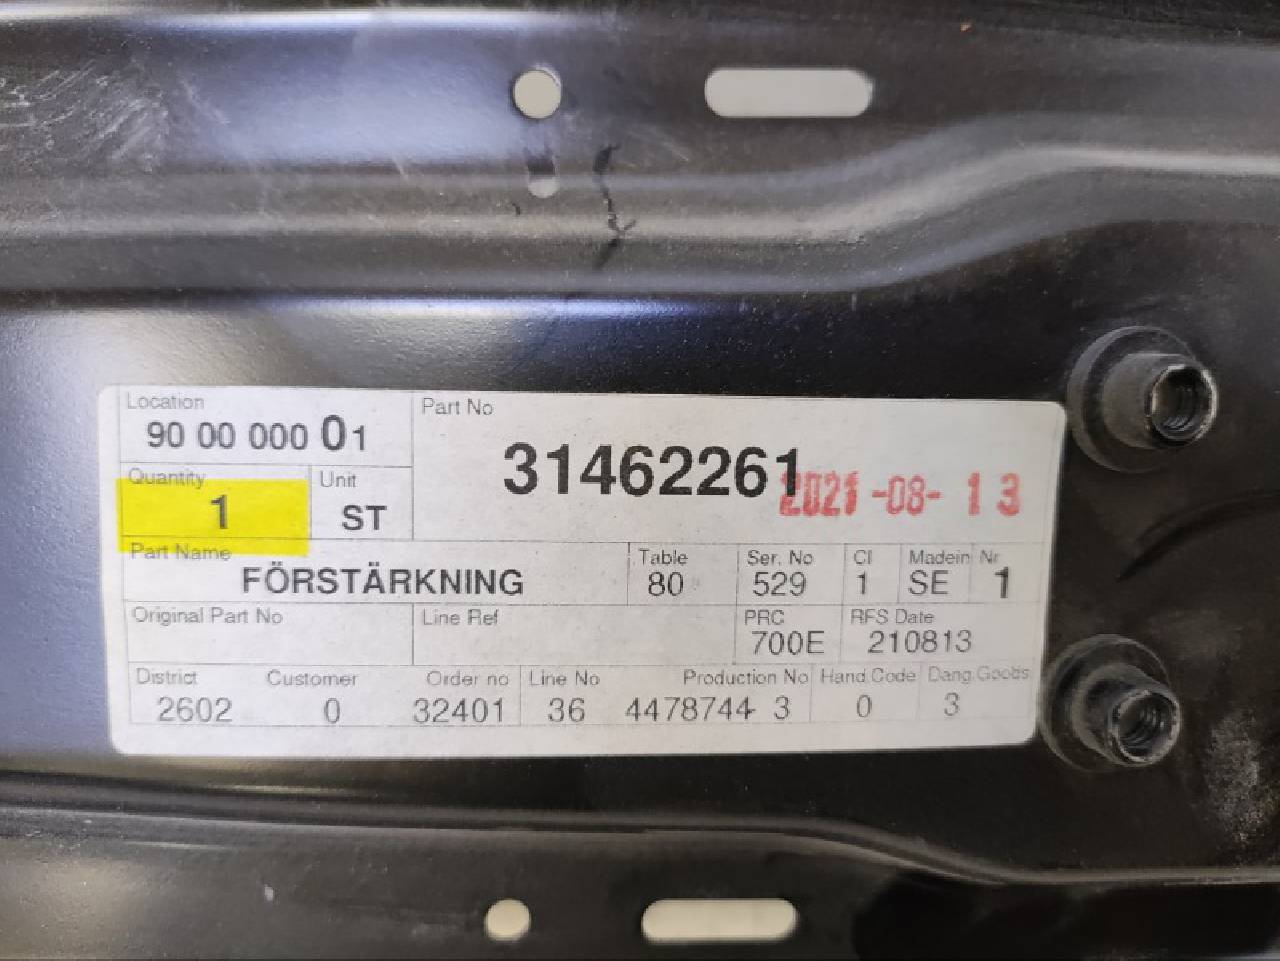 Location
90 00 000 01
Part No
31462261
2021-08-13
Quantity
1
Unit
ST
Part Name
FÖRSTÄRKNING
Table
80
Ser. No
529
Cl
1
Madein
SE
Nr
1
Original Part No
Line Ref
PRC
700E
RFS Date
210813
District
2602
Customer
0
Order no
32401
Line No
36
Production No
4478744 3
Hand.Code
0
Dang.Goods
3